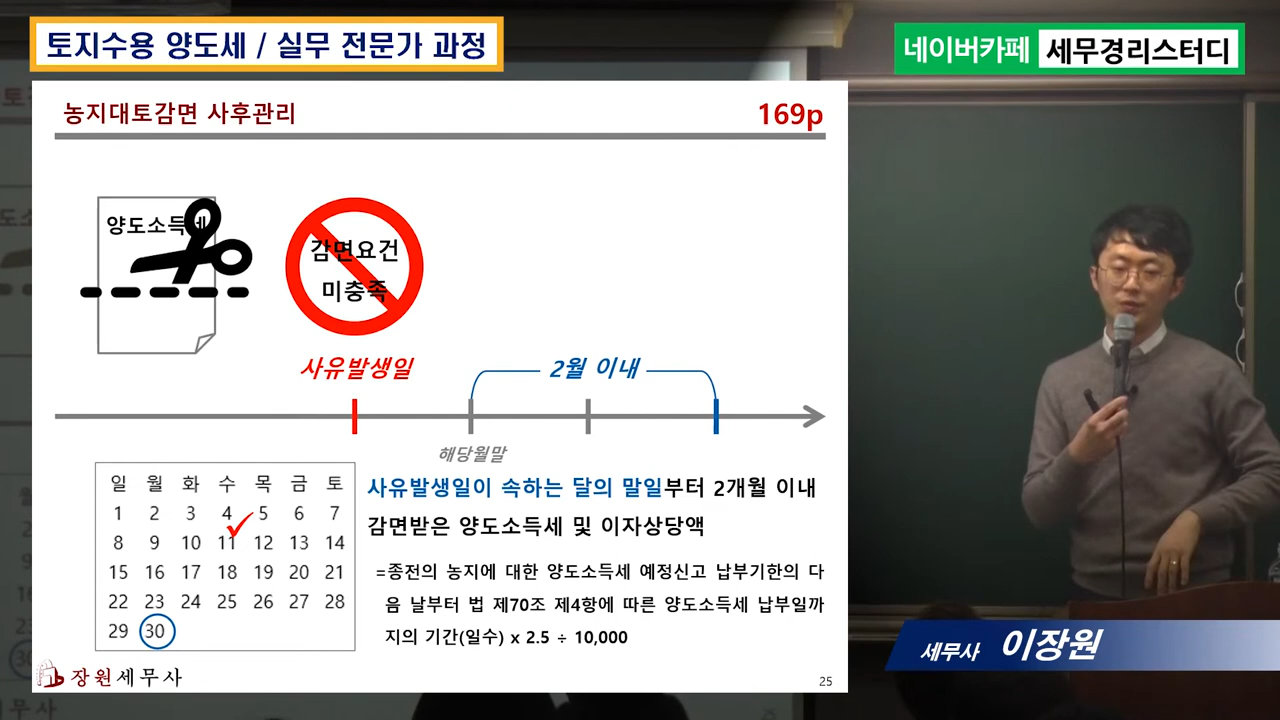 토지수용 양도세 / 실무 전문가 과정
네이버카페 세무경리스터디
농지대토감면 사후관리
169p
양도소득세
감면요건
미충족
사유발생일
2월 이내
해당월말
일 월 화 수 목 금 토
1 2 3 4 5 6 7
8 9 10 11 12 13 14
15 16 17 18 19 20 21
22 23 24 25 26 27 28
29 30
사유발생일이 속하는 달의 말일부터 2개월 이내
감면받은 양도소득세 및 이자상당액
=종전의 농지에 대한 양도소득세 예정신고 납부기한의 다
음 날부터 법 제70조 제4항에 따른 양도소득세 납부일까
지의 기간(일수) x 2.5 ÷ 10,000
장원세무사
25
세무사 이장원